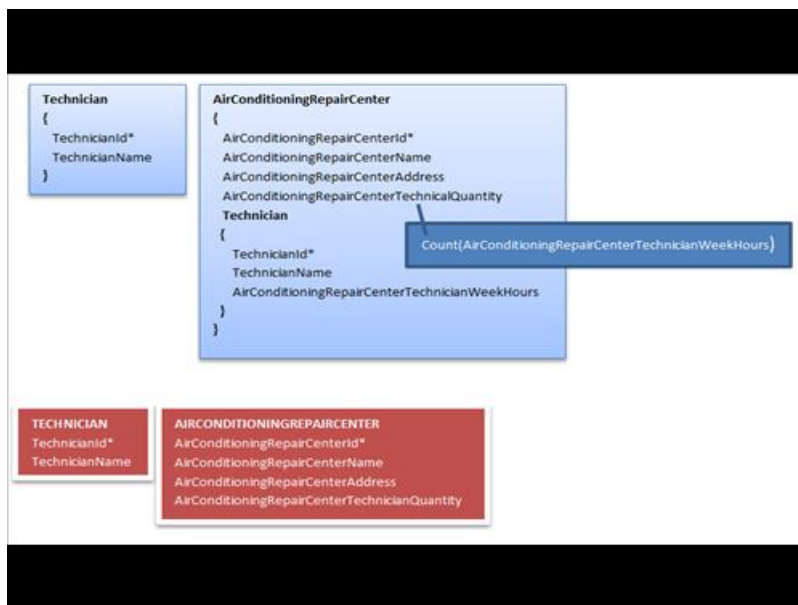 Technician
{
TechnicianId*
TechnicianName
}
AirConditioningRepairCenter
{
AirConditioningRepairCenterId*
AirConditioningRepairCenterName
AirConditioningRepairCenterAddress
AirConditioningRepairCenterTechnicalQuantity
Technician
{
TechnicianId*
TechnicianName
AirConditioningRepairCenterTechnicianWeekHours
}
}
Count(AirConditioningRepairCenterTechnicianWeekHours)
TECHNICIAN
TechnicianId*
TechnicianName
AIRCONDITIONINGREPAIRCENTER
AirConditioningRepairCenterId*
AirConditioningRepairCenterName
AirConditioningRepairCenterAddress
AirConditioningRepairCenterTechnicianQuantity